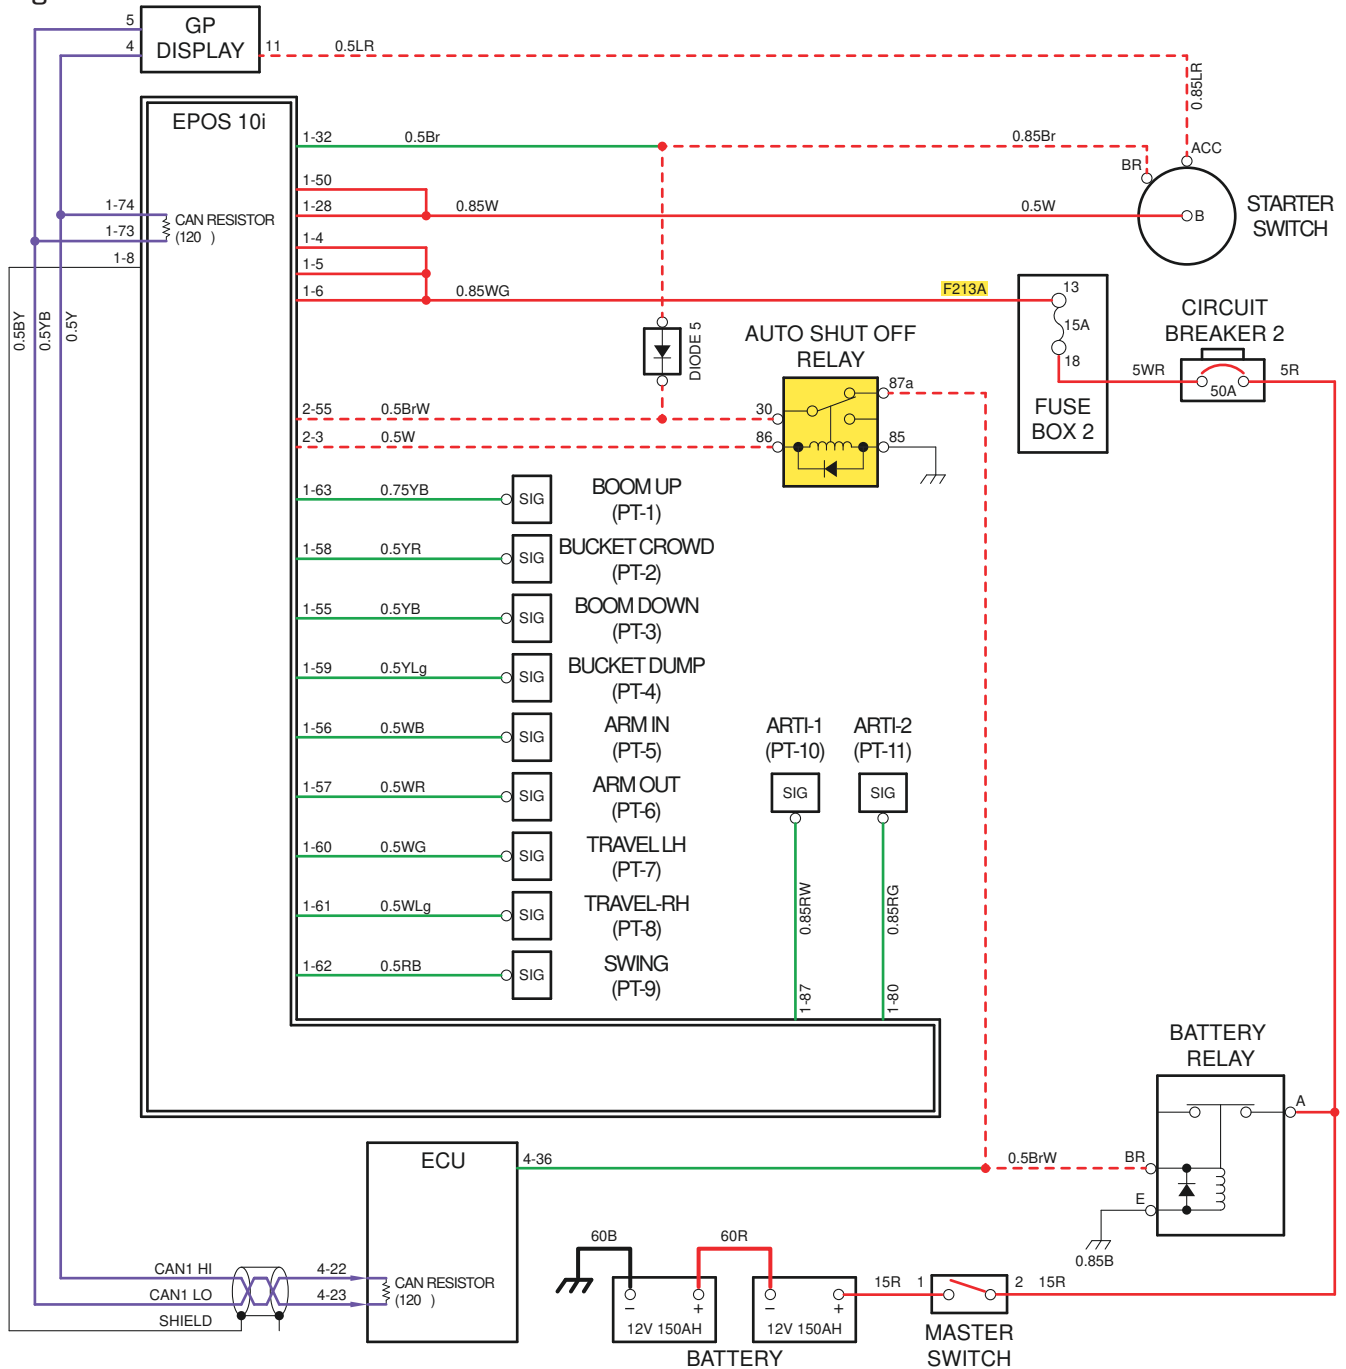 5
GP
DISPLAY
4
11
0.5LR
0.85LR
EPOS 10i
1-32
0.5Br
0.85Br
BR
ACC
1-50
1-28
0.85W
0.5W
B
STARTER
SWITCH
1-74
1-73
1-8
CAN RESISTOR
(120 )
1-4
1-5
1-6
0.85WG
F213A
13
15A
18
FUSE
BOX 2
CIRCUIT
BREAKER 2
5WR
50A
5R
0.5BY
0.5YB
0.5Y
DIODE 5
AUTO SHUT OFF
RELAY
87a
30
86
85
2-55
0.5BrW
2-3
0.5W
1-63
0.75YB
SIG
BOOM UP
(PT-1)
1-58
0.5YR
SIG
BUCKET CROWD
(PT-2)
1-55
0.5YB
SIG
BOOM DOWN
(PT-3)
1-59
0.5YLg
SIG
BUCKET DUMP
(PT-4)
1-56
0.5WB
SIG
ARM IN
(PT-5)
1-57
0.5WR
SIG
ARM OUT
(PT-6)
1-60
0.5WG
SIG
TRAVEL LH
(PT-7)
1-61
0.5WLg
SIG
TRAVEL-RH
(PT-8)
1-62
0.5RB
SIG
SWING
(PT-9)
ARTI-1
(PT-10)
SIG
0.85RW
1-87
ARTI-2
(PT-11)
SIG
0.85RG
1-80
BATTERY
RELAY
A
BR
E
0.85B
0.5BrW
ECU
4-36
CAN1 HI
4-22
CAN1 LO
4-23
SHIELD
CAN RESISTOR
(120 )
60B
60R
− +
12V 150AH
− +
12V 150AH
BATTERY
15R
1
2
15R
MASTER
SWITCH